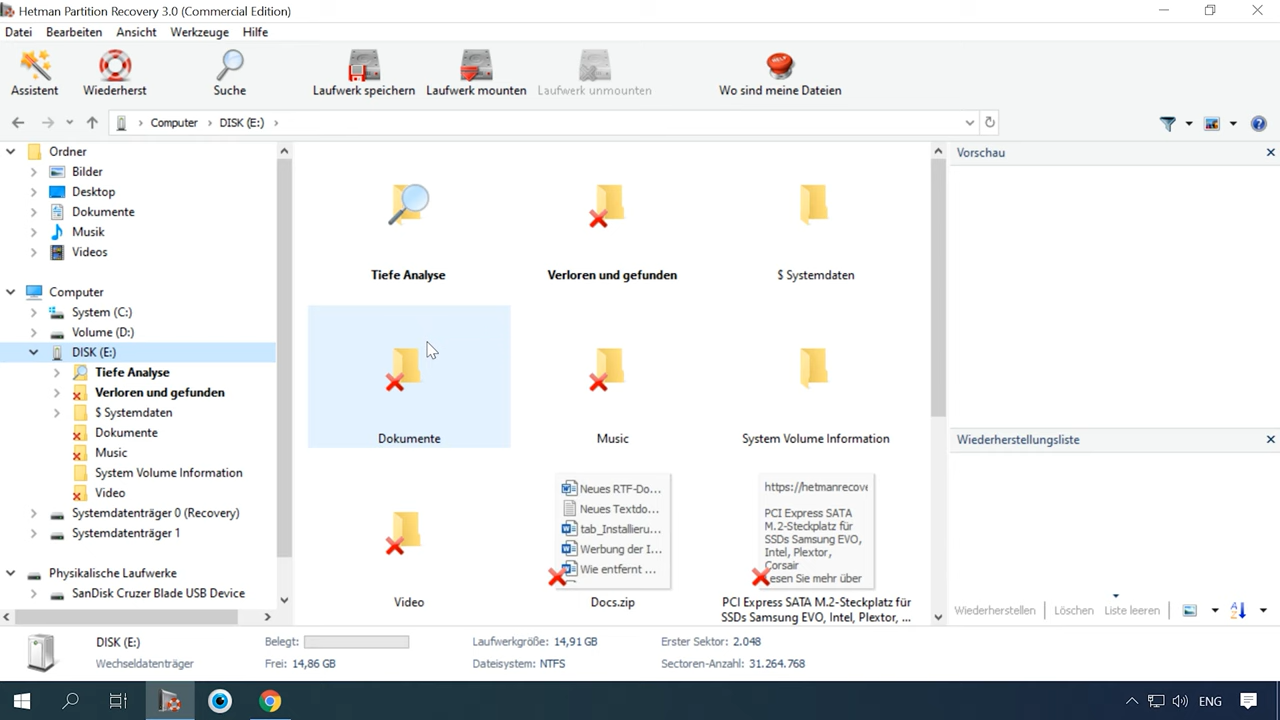 Hetman Partition Recovery 3.0 (Commercial Edition)
Datei Bearbeiten Ansicht Werkzeuge Hilfe
Assistent Wiederherst Suche Laufwerk speichern Laufwerk mounten Laufwerk unmounten Wo sind meine Dateien
Computer DISK (E:)
Ordner
Bilder
Desktop
Dokumente
Musik
Videos
Computer
System (C:)
Volume (D:)
DISK (E:)
Tiefe Analyse
Verloren und gefunden
$ Systemdaten
Dokumente
Music
System Volume Information
Video
Systemdatenträger 0 (Recovery)
Systemdatenträger 1
Physikalische Laufwerke
SanDisk Cruzer Blade USB Device
Tiefe Analyse Verloren und gefunden $ Systemdaten
Dokumente Music System Volume Information
Neues RTF-Do...
Neues Textdo...
tab_Installieru...
Werbung der I...
Wie entfernt ...
https://hetmanrecove
PCI Express SATA
M.2-Steckplatz für
SSDs Samsung EVO,
Intel, Plextor,
Corsair
esen Sie mehr über
Video Docs.zip PCI Express SATA M.2-Steckplatz für
SSDs Samsung EVO, Intel, Plextor, ...
Vorschau
Wiederherstellungsliste
Wiederherstellen Löschen Liste leeren
DISK (E:) Belegt: Laufwerkgröße: 14,91 GB Erster Sektor: 2.048
Wechseldatenträger Frei: 14,86 GB Dateisystem: NTFS Sectoren-Anzahl: 31.264.768
ENG